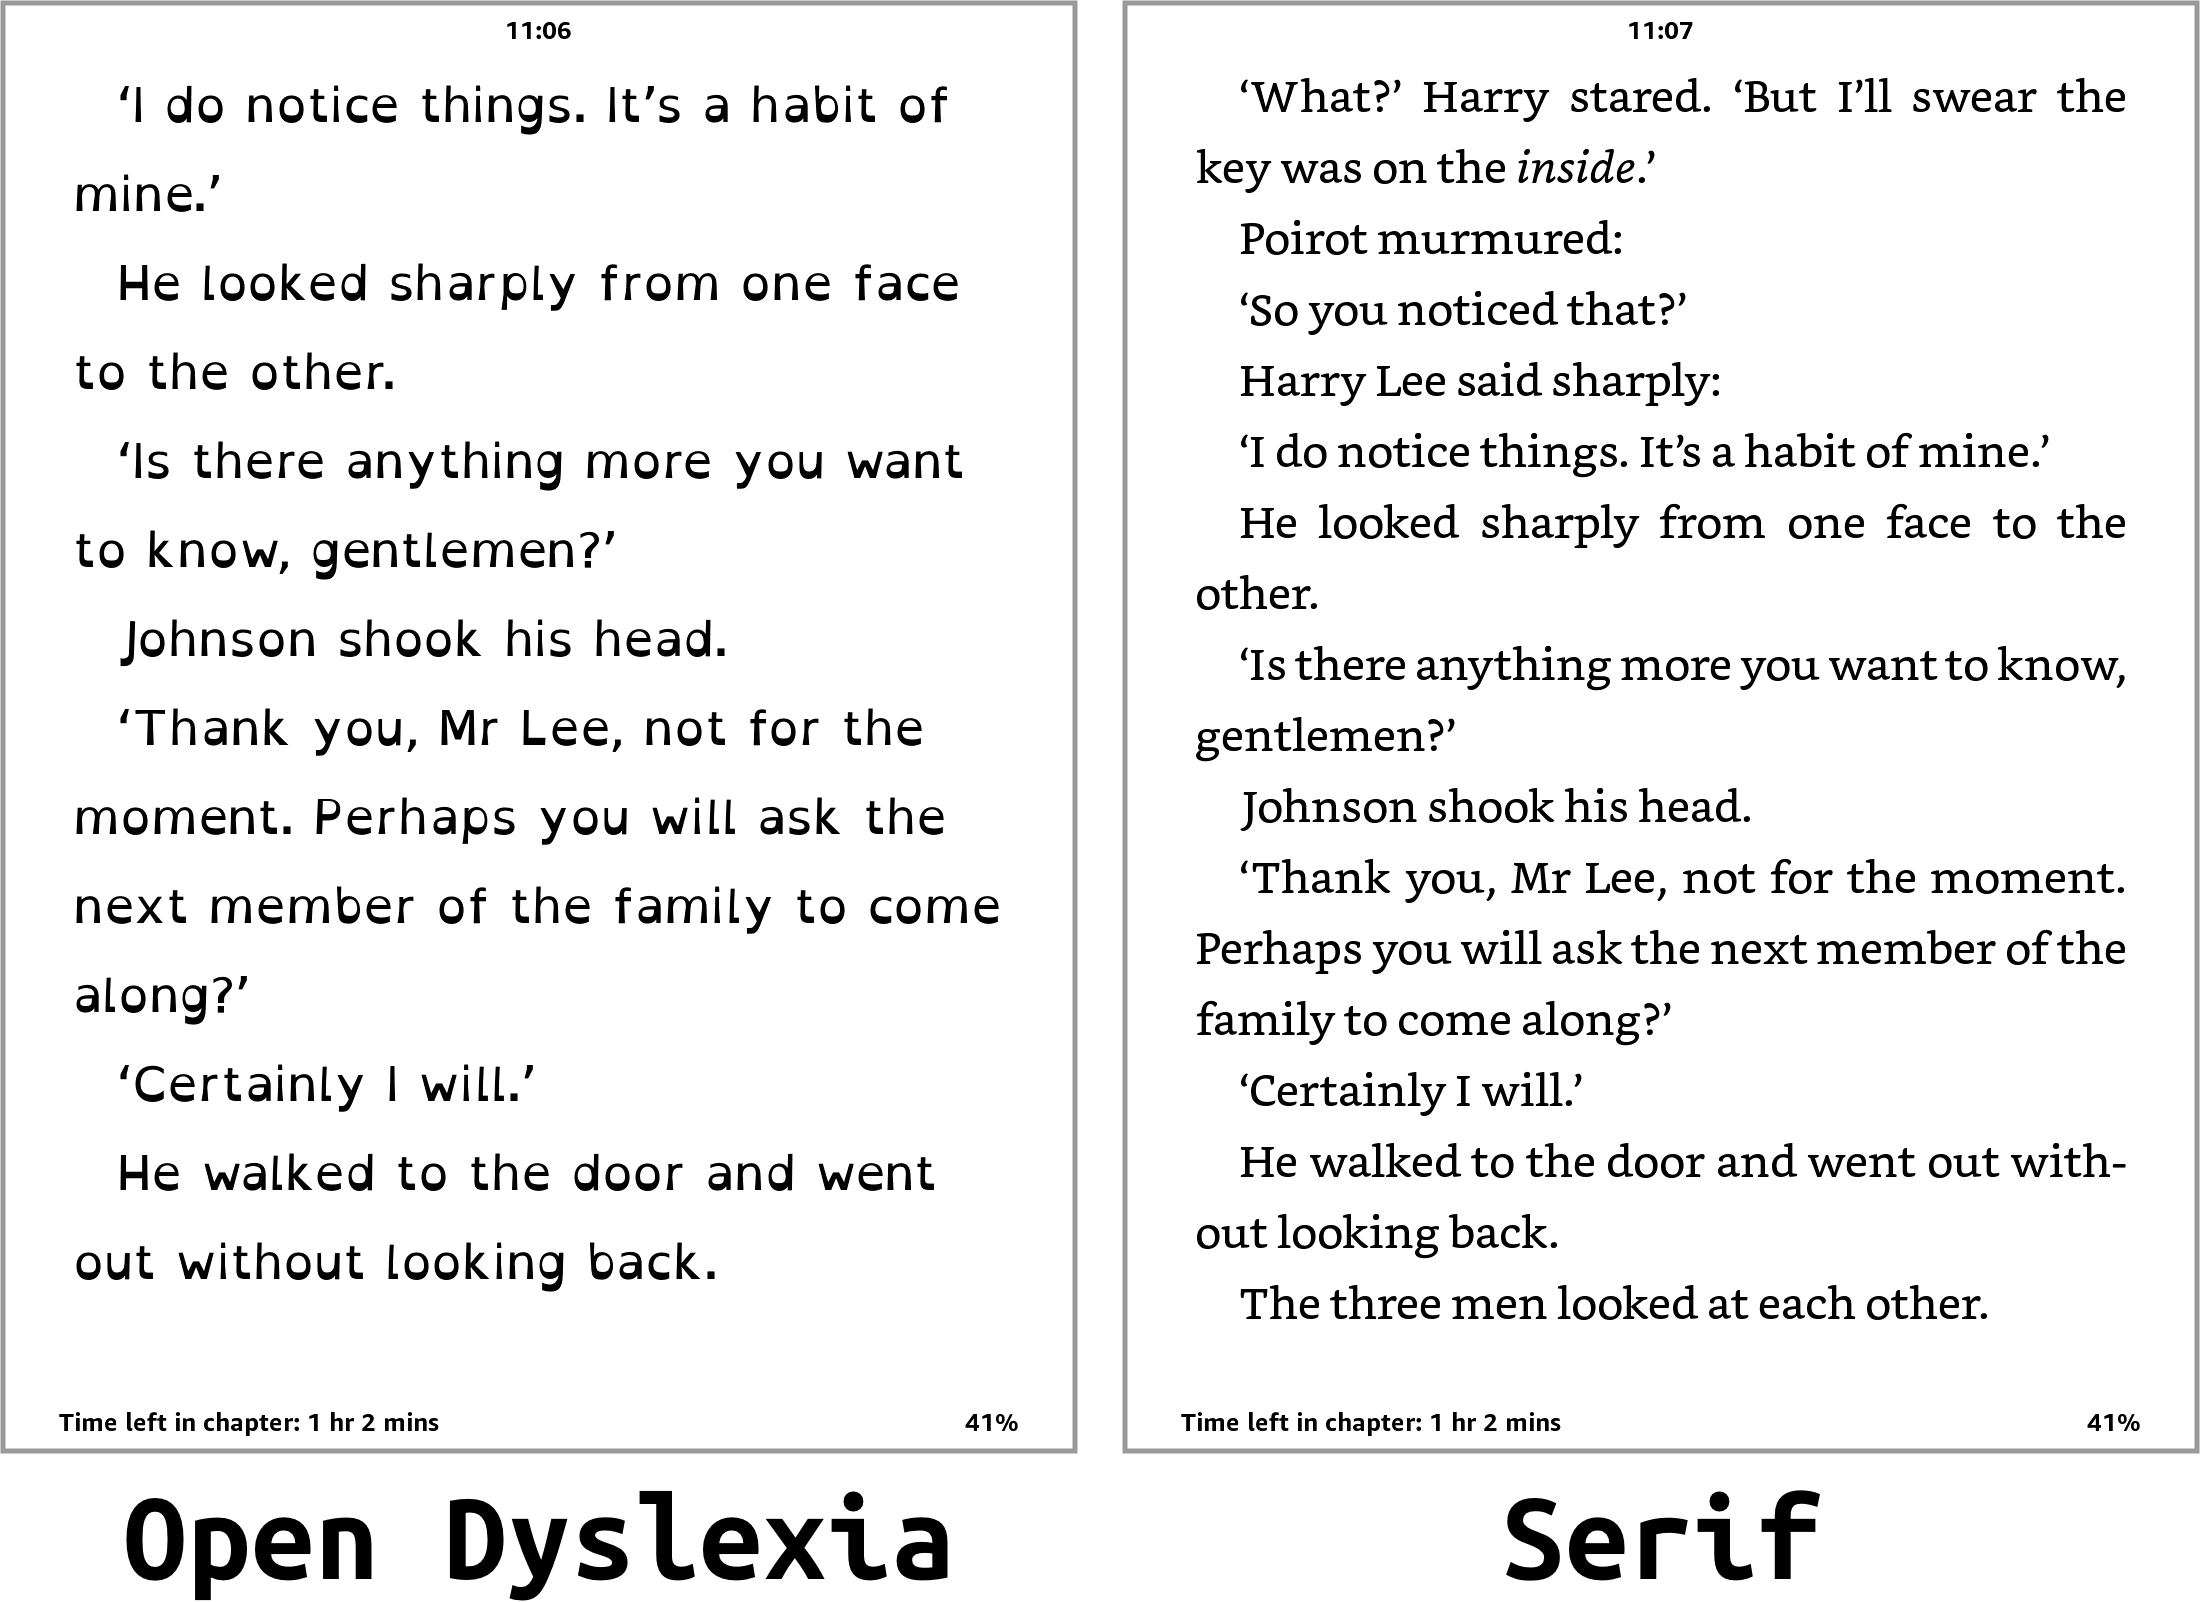 11:06
‘I do notice things. It’s a habit of
mine.’
He looked sharply from one face
to the other.
‘Is there anything more you want
to know, gentlemen?’
Johnson shook his head.
‘Thank you, Mr Lee, not for the
moment. Perhaps you will ask the
next member of the family to come
along?’
‘Certainly I will.’
He walked to the door and went
out without looking back.
Time left in chapter: 1 hr 2 mins
41%
Open Dyslexia
11:07
‘What?’ Harry stared. ‘But I’ll swear the
key was on the inside.’
Poirot murmured:
‘So you noticed that?’
Harry Lee said sharply:
‘I do notice things. It’s a habit of mine.’
He looked sharply from one face to the
other.
‘Is there anything more you want to know,
gentlemen?’
Johnson shook his head.
‘Thank you, Mr Lee, not for the moment.
Perhaps you will ask the next member of the
family to come along?’
‘Certainly I will.’
He walked to the door and went out with-
out looking back.
The three men looked at each other.
Time left in chapter: 1 hr 2 mins
41%
Serif